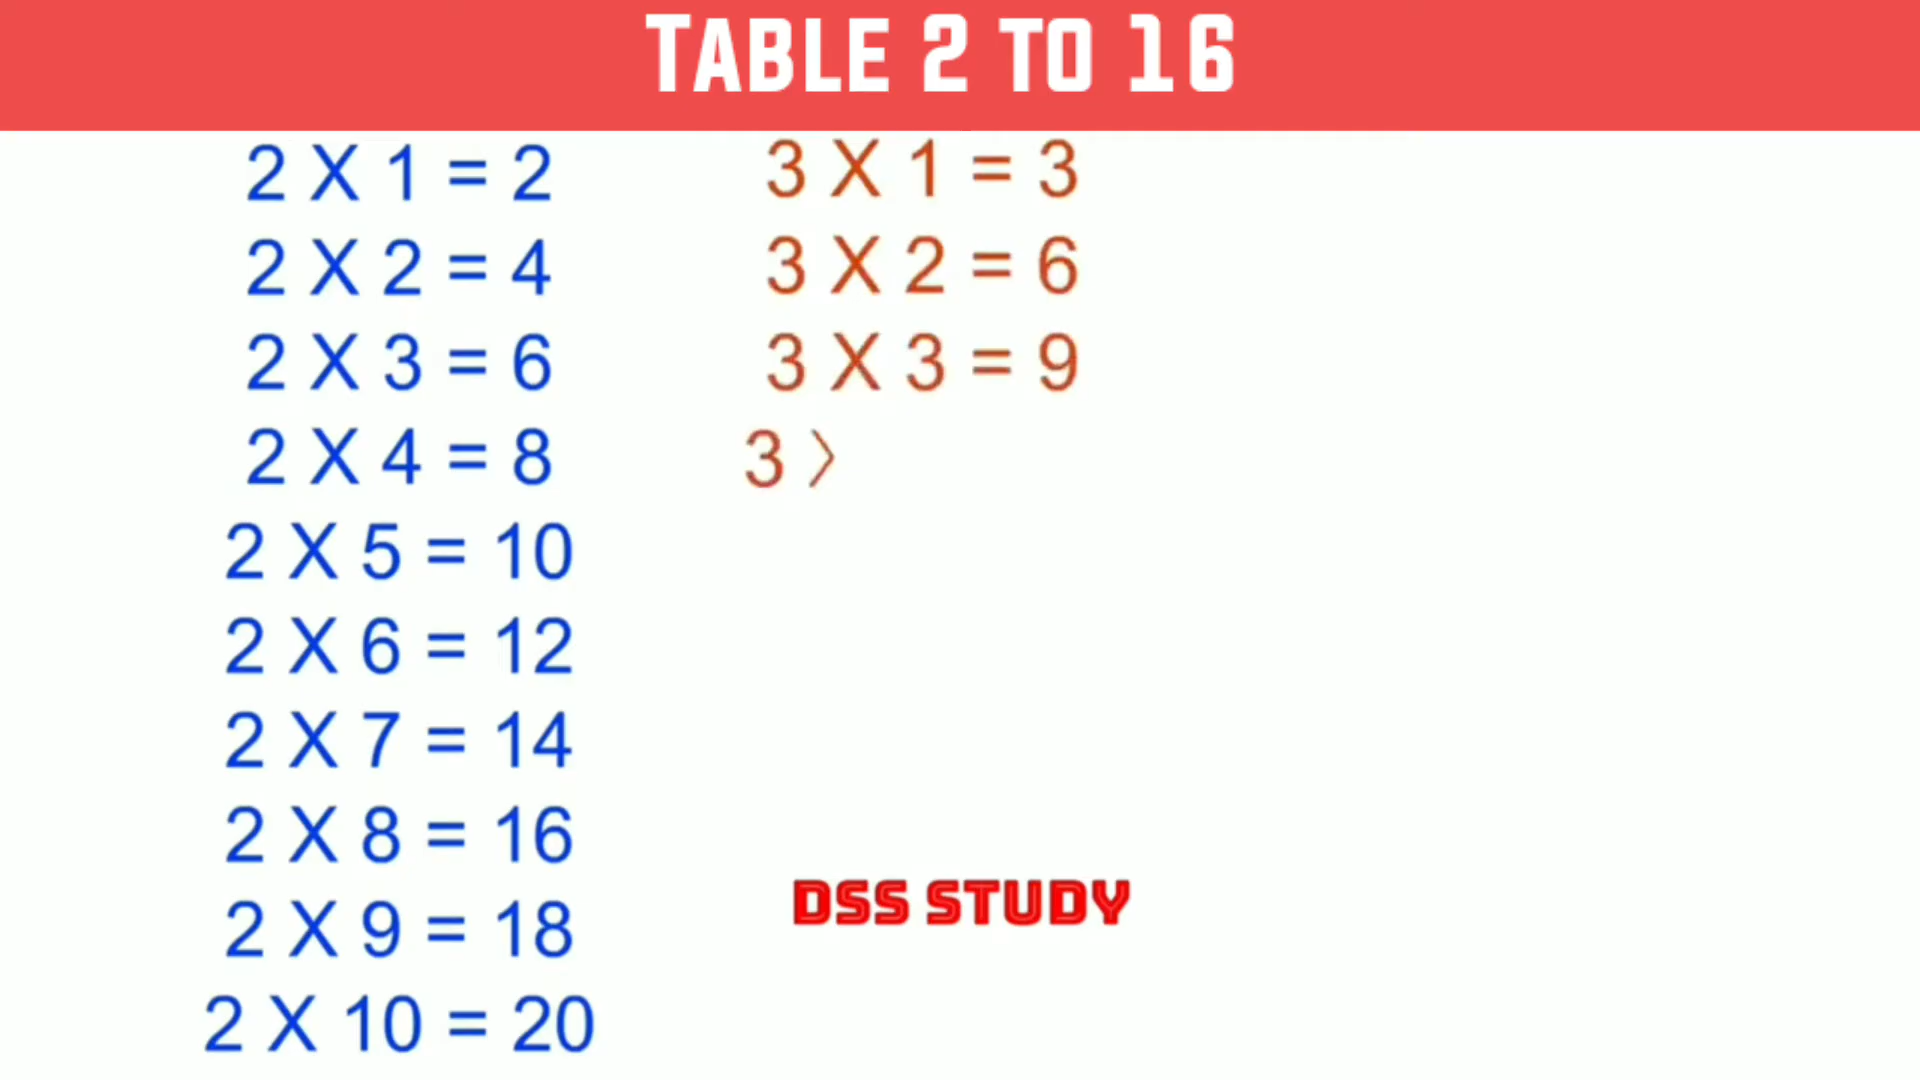 TABLE 2 TO 16
2 X 1 = 2
2 X 2 = 4
2 X 3 = 6
2 X 4 = 8
2 X 5 = 10
2 X 6 = 12
2 X 7 = 14
2 X 8 = 16
2 X 9 = 18
2 X 10 = 20
3 X 1 = 3
3 X 2 = 6
3 X 3 = 9
3
DSS STUDY